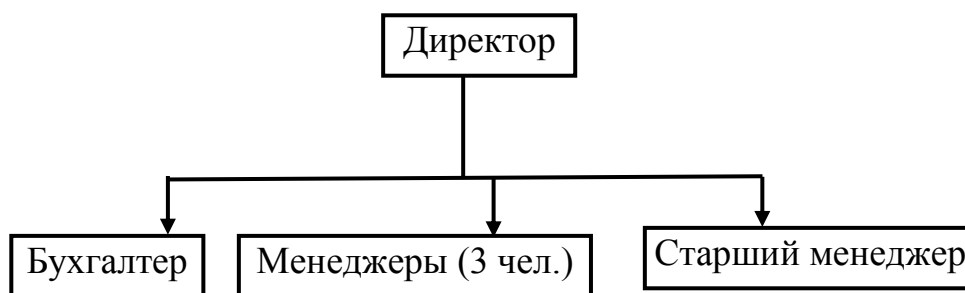 Директор
Бухгалтер
Менеджеры (3 чел.)
Старший менеджер